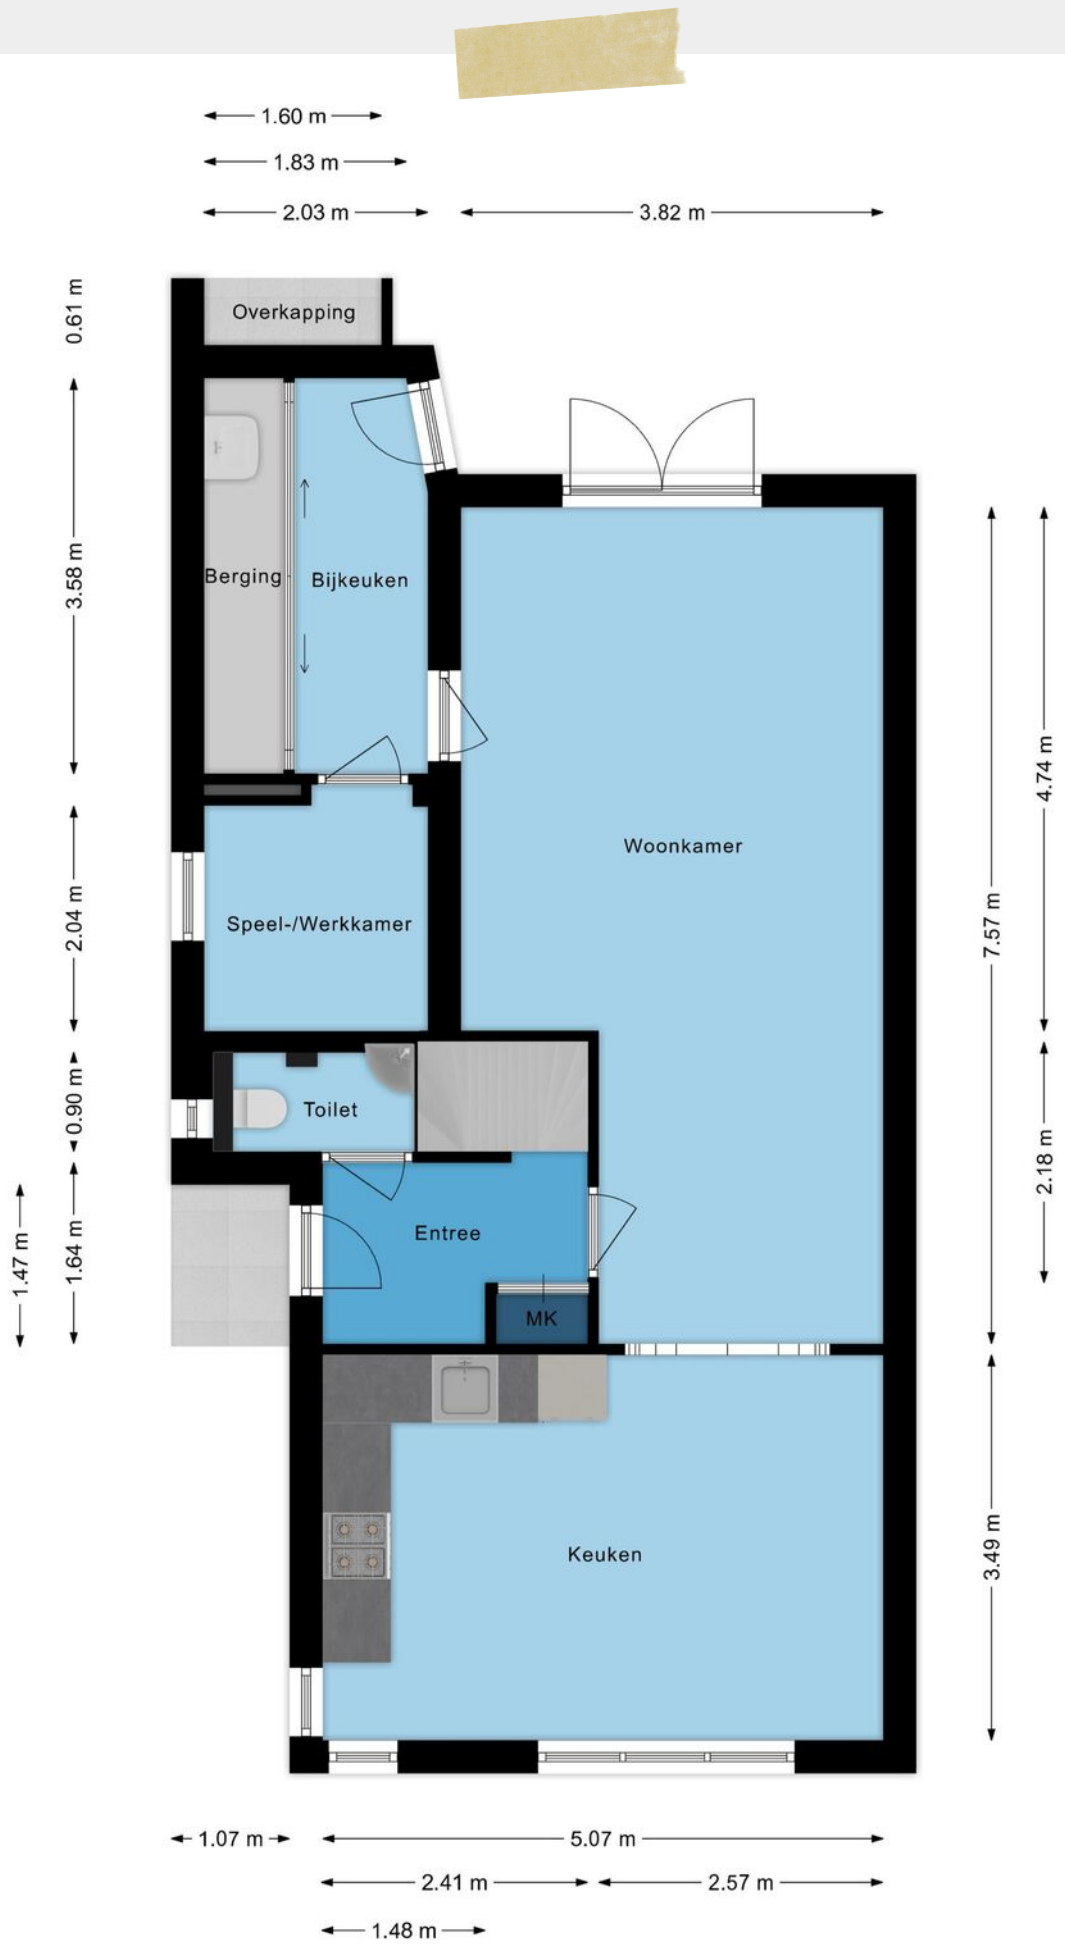 1.60 m
1.83 m
2.03 m
3.82 m
0.61 m
Overkapping
3.58 m
Berging
Bijkeuken
4.74 m
Woonkamer
7.57 m
2.04 m
Speel-/Werkkamer
0.90 m
Toilet
2.18 m
1.47 m
1.64 m
Entree
MK
3.49 m
Keuken
1.07 m
5.07 m
2.41 m
2.57 m
1.48 m